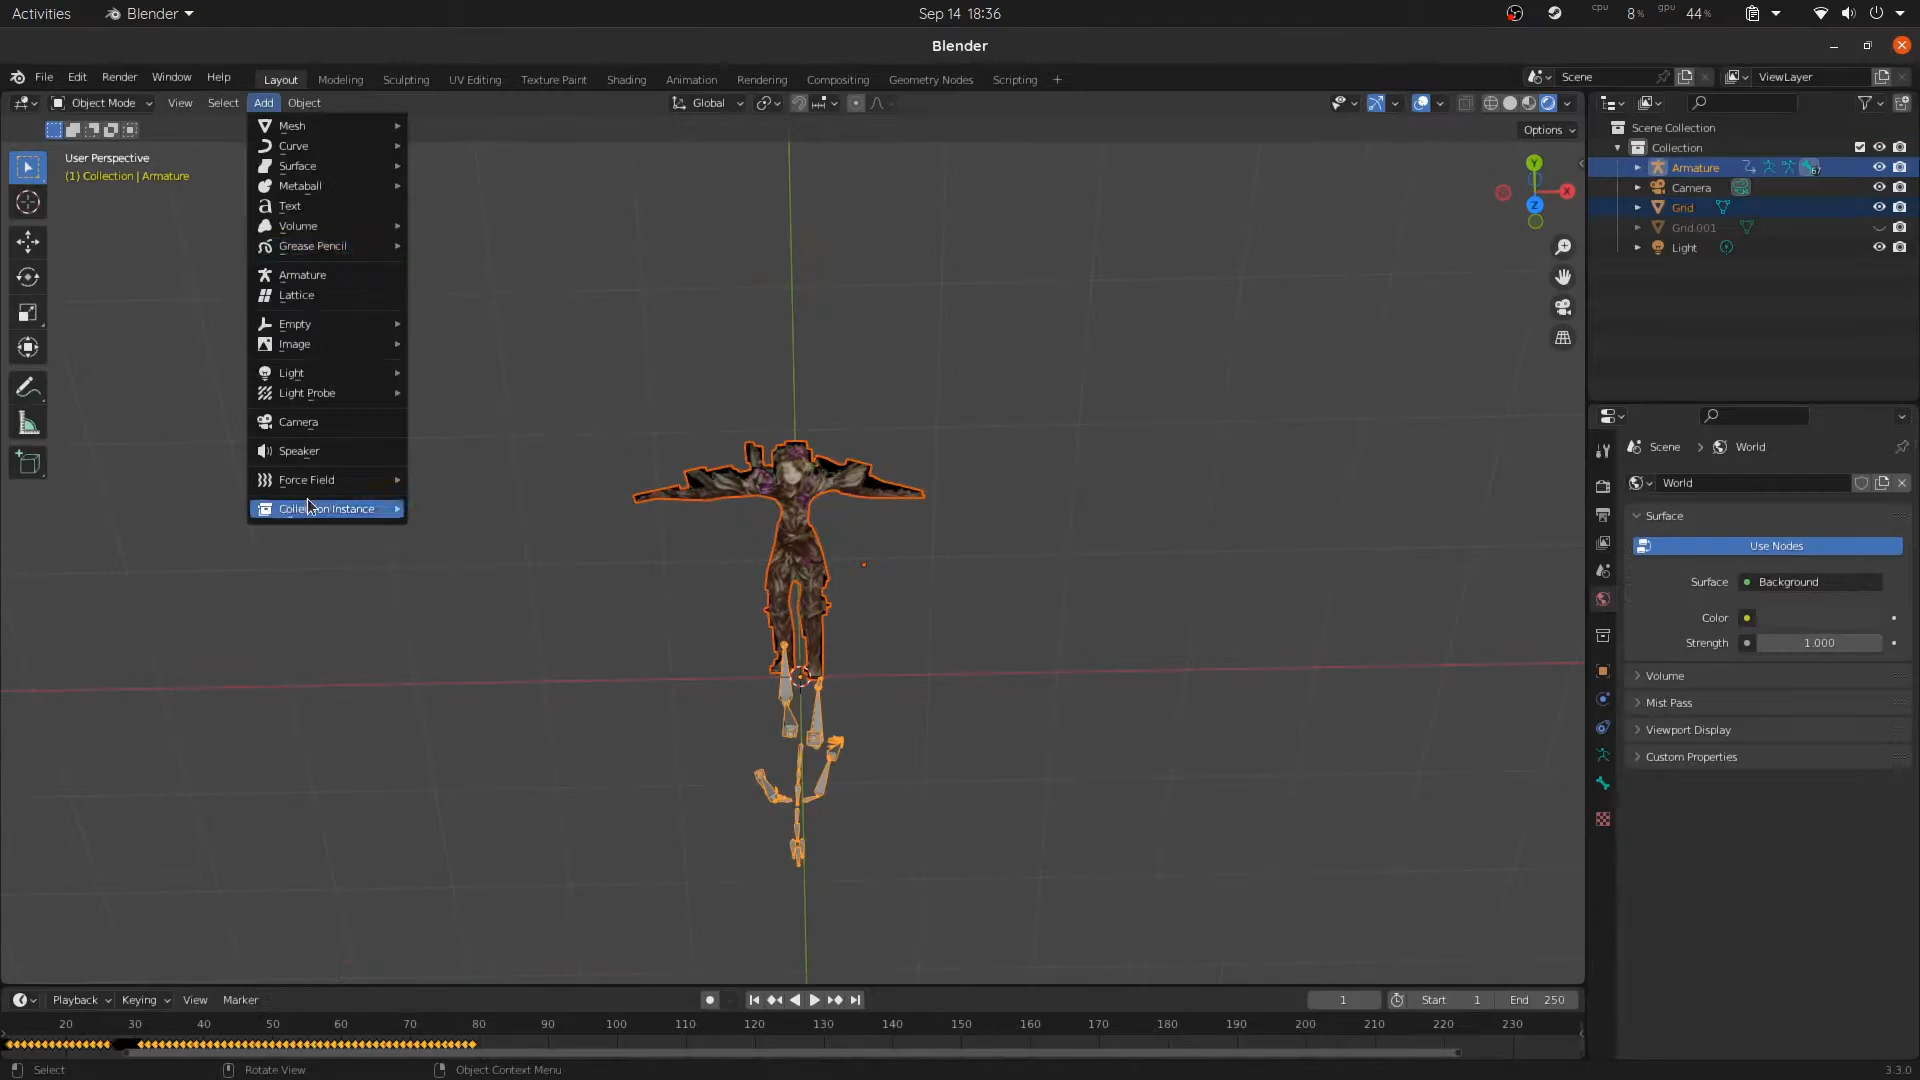 Activities Blender Sep 14 18:36 cpu 8% gpu 44%
Blender
File Edit Render Window Help Layout Modeling Sculpting UV Editing Texture Paint Shading Animation Rendering Compositing Geometry Nodes Scripting + Scene ViewLayer
Object Mode View Select Add Object Global
Options
User Perspective
(1) Collection | Armature
Mesh
Curve
Surface
Metaball
Text
Volume
Grease Pencil
Armature
Lattice
Empty
Image
Light
Light Probe
Camera
Speaker
Force Field
Collection Instance
Y
X
Z
Scene Collection
Collection
Armature 67
Camera
Grid
Grid.001
Light
Scene > World
World
Surface
Use Nodes
Surface Background
Color
Strength 1.000
Volume
Mist Pass
Viewport Display
Custom Properties
Playback Keying View Marker 1 Start 1 End 250
20 30 40 50 60 70 80 90 100 110 120 130 140 150 160 170 180 190 200 210 220 230
Select Rotate View Object Context Menu 3.3.0